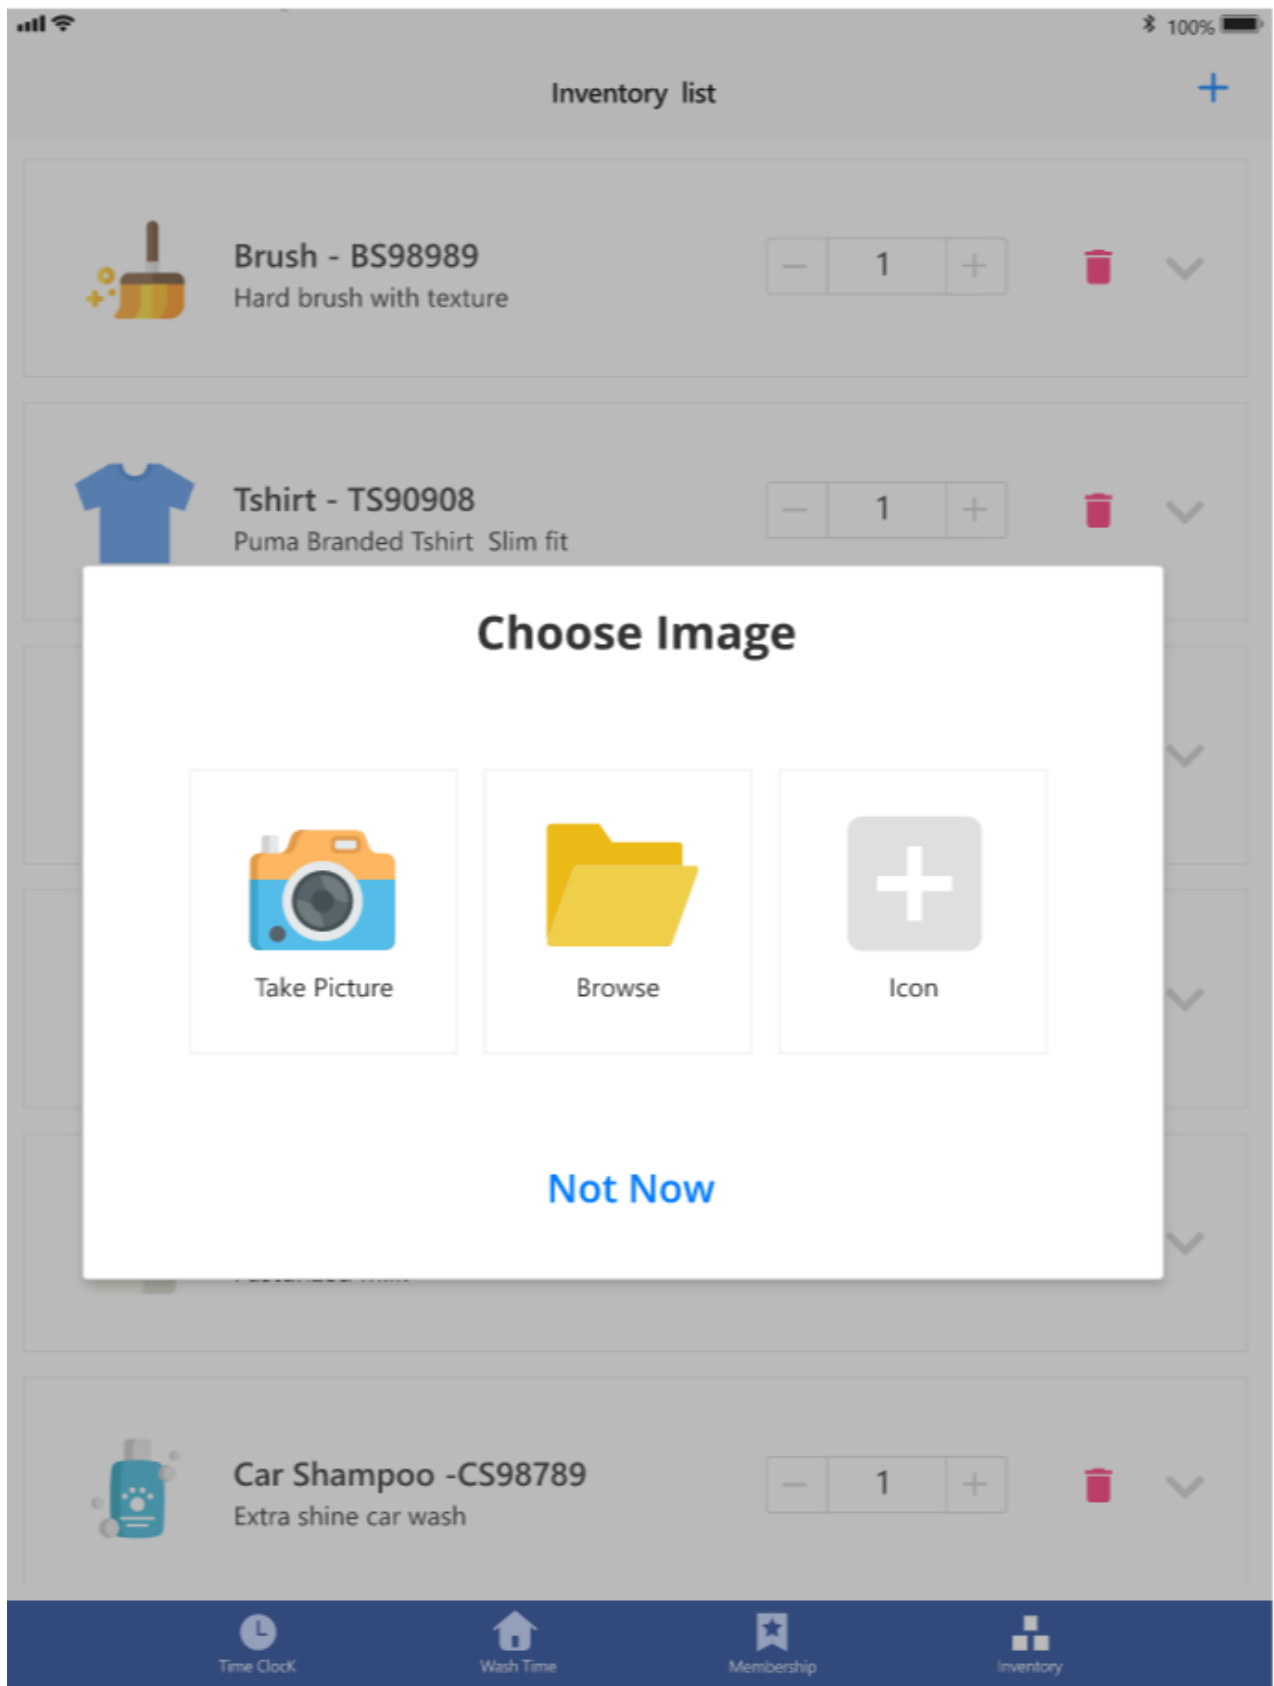 100%
Inventory list
Brush - BS98989
Hard brush with texture
1
Tshirt - TS90908
Puma Branded Tshirt Slim fit
1
Choose Image
Take Picture
Browse
Icon
Not Now
Car Shampoo -CS98789
Extra shine car wash
1
Time ClocK
Wash Time
Membership
Inventory